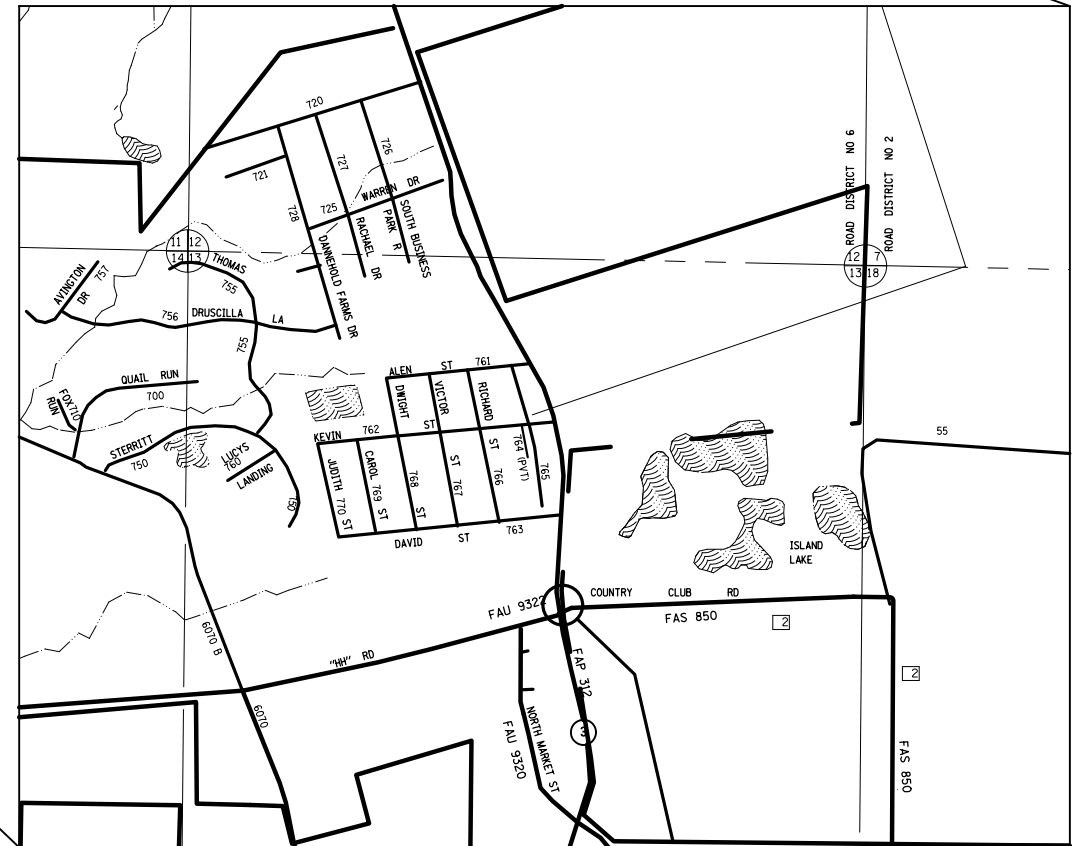 720
726
727
721
728
725
WARREN DR
PARK R
SOUTH BUSINESS
RACHAEL DR
DANNEHOLD FARMS DR
ROAD DISTRICT NO 6
ROAD DISTRICT NO 2
11 12
14 13
12 7
13 18
THOMAS
755
AVINGTON DR
757
756
DRUSCILLA LA
755
QUAIL RUN
700
FOX RUN
710
STERRITT
750
LUCYS LANDING
760
750
ALEN ST 761
DWIGHT
VICTOR
RICHARD
ST
KEVIN 762
ST
764 (PVT)
765
JUDITH 770 ST
CAROL 769 ST
768 ST
ST 767
766
DAVID ST 763
55
ISLAND
LAKE
COUNTRY CLUB RD
FAU 9322
FAS 850
2
2
FAS 850
"HH" RD
6070 B
6070
FAP 312
3
NORTH MARKET ST
FAU 9320